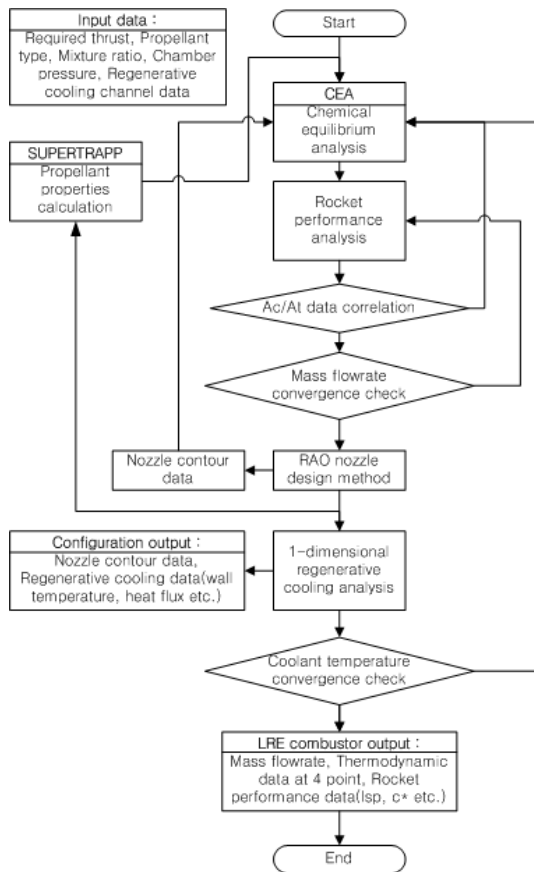 Input data :
Required thrust, Propellant
type, Mixture ratio, Chamber
pressure, Regenerative
cooling channel data
Start
CEA
Chemical
equilibrium
analysis
SUPERTRAPP
Propellant
properties
calculation
Rocket
performance
analysis
Ac/At data correlation
Mass flowrate
convergence check
Nozzle contour
data
RAO nozzle
design method
Configuration output :
Nozzle contour data,
Regenerative cooling data(wall
temperature, heat flux etc.)
1-dimensional
regenerative
cooling analysis
Coolant temperature
convergence check
LRE combustor output :
Mass flowrate, Thermodynamic
data at 4 point, Rocket
performance data(Isp, c* etc.)
End